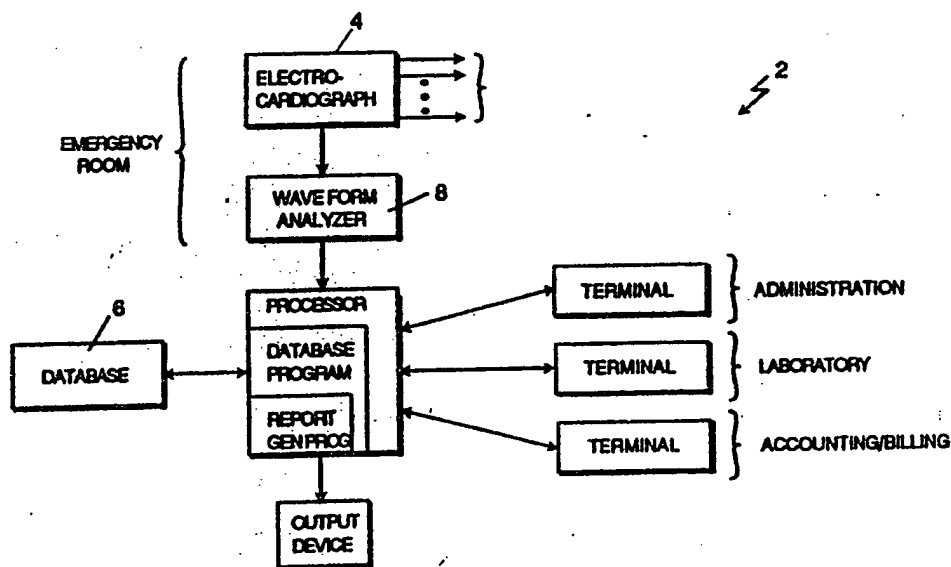 4
ELECTRO-
CARDIOGRAPH
2
EMERGENCY
ROOM
WAVE FORM
ANALYZER
8
PROCESSOR
DATABASE
PROGRAM
REPORT
GEN PROG
6
DATABASE
TERMINAL
ADMINISTRATION
TERMINAL
LABORATORY
TERMINAL
ACCOUNTING/BILLING
OUTPUT
DEVICE